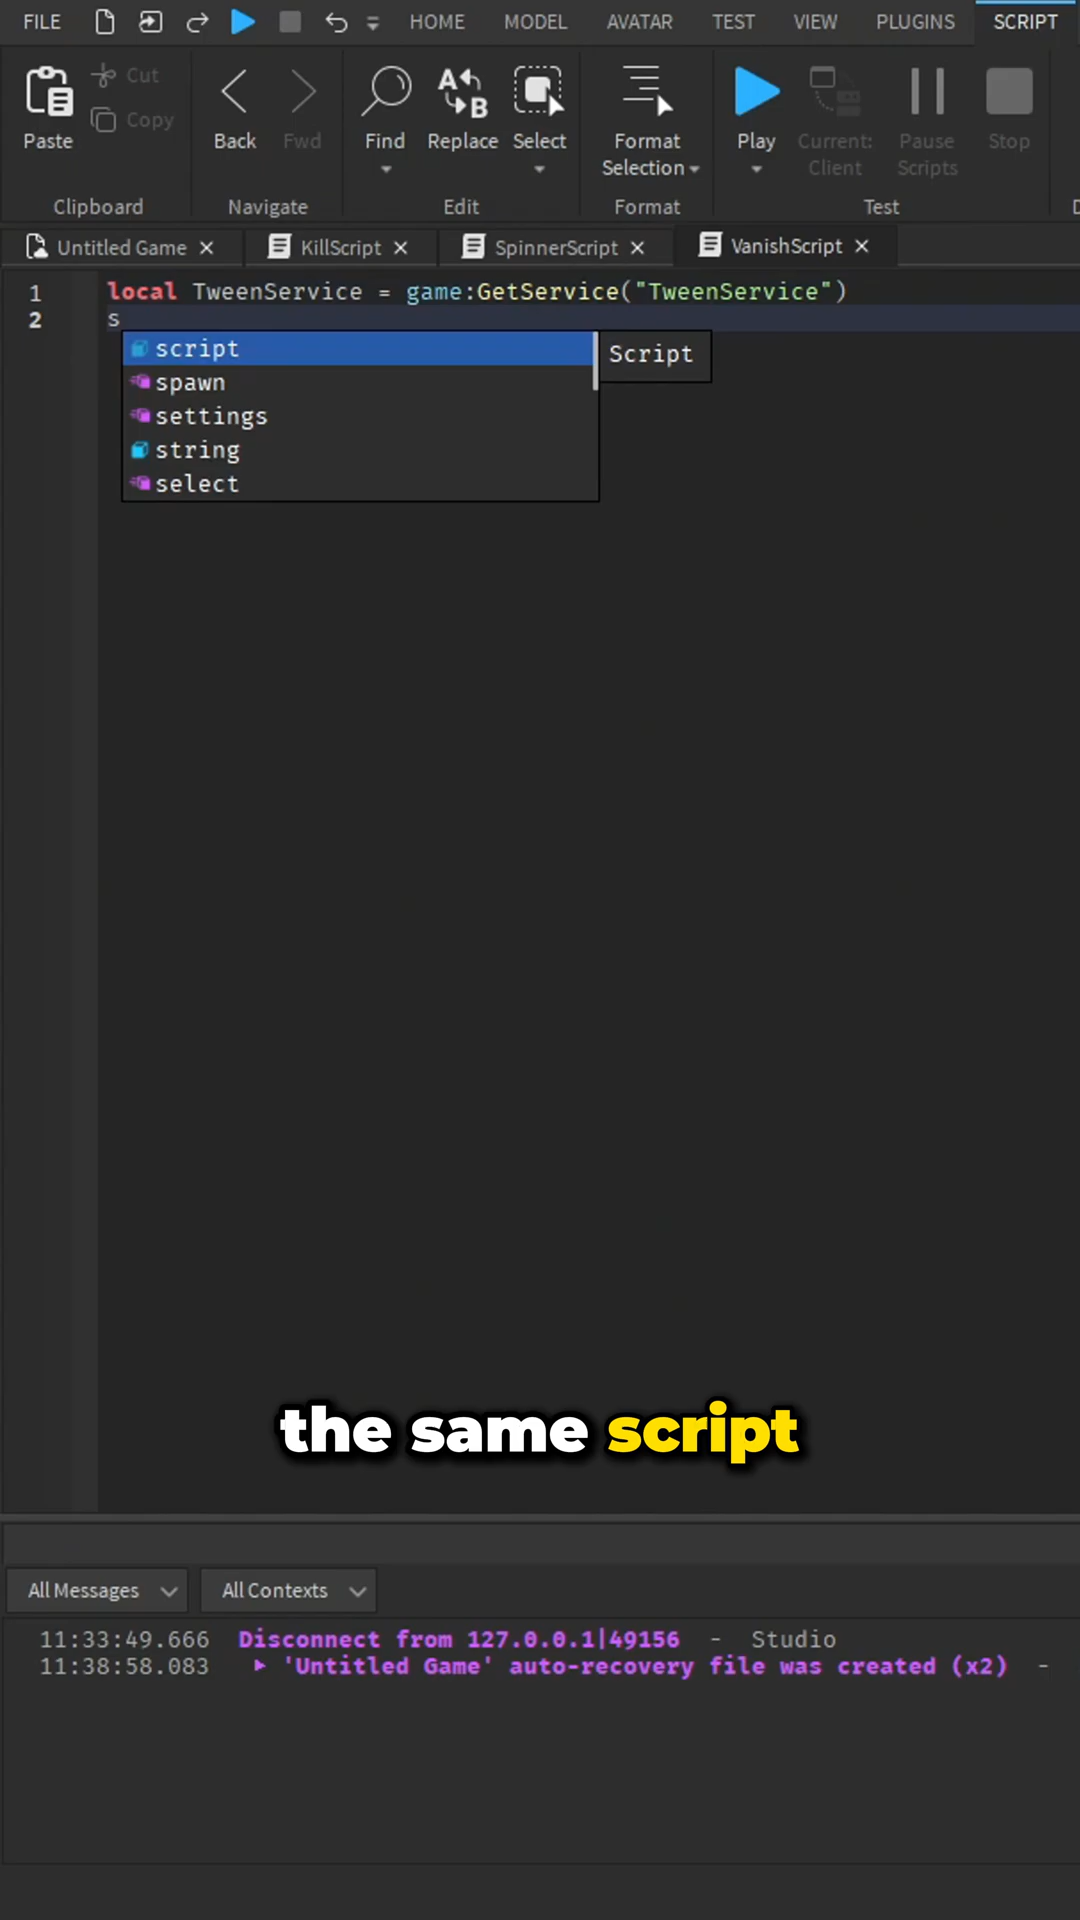 FILE HOME MODEL AVATAR TEST VIEW PLUGINS SCRIPT
Paste Cut Copy Back Fwd Find Replace Select Format Selection Play Current: Client Pause Scripts Stop
Clipboard Navigate Edit Format Test
Untitled Game × KillScript × SpinnerScript × VanishScript ×
1 local TweenService = game:GetService("TweenService")
2 s
script Script
spawn
settings
string
select
the same script
All Messages All Contexts
11:33:49.666 Disconnect from 127.0.0.1|49156 - Studio
11:38:58.083 ▶ 'Untitled Game' auto-recovery file was created (x2) -